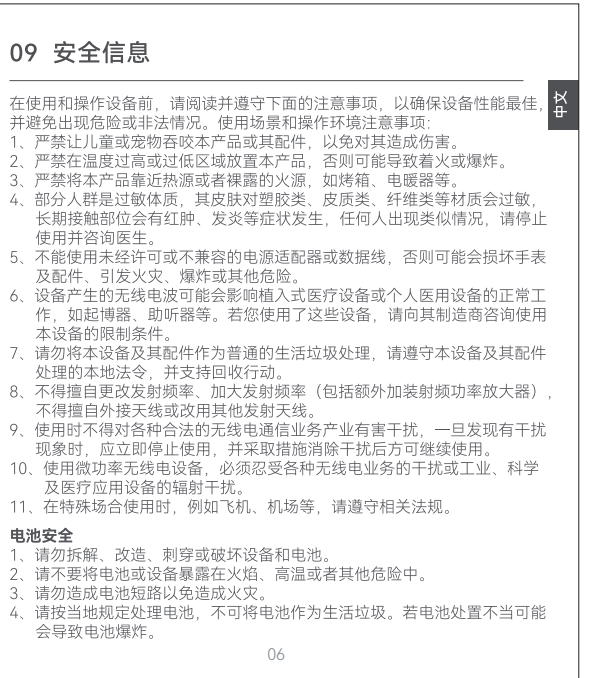 09 安全信息
在使用和操作设备前，请阅读并遵守下面的注意事项，以确保设备性能最佳，
并避免出现危险或非法情况。使用场景和操作环境注意事项:
中文
1、严禁让儿童或宠物吞咬本产品或其配件，以免对其造成伤害。
2、严禁在温度过高或过低区域放置本产品，否则可能导致着火或爆炸。
3、严禁将本产品靠近热源或者裸露的火源，如烤箱、电暖器等。
4、部分人群是过敏体质，其皮肤对塑胶类、皮质类、纤维类等材质会过敏，
长期接触部位会有红肿、发炎等症状发生，任何人出现类似情况，请停止
使用并咨询医生。
5、不能使用未经许可或不兼容的电源适配器或数据线，否则可能会损坏手表
及配件、引发火灾、爆炸或其他危险。
6、设备产生的无线电波可能会影响植入式医疗设备或个人医用设备的正常工
作，如起博器、助听器等。若您使用了这些设备，请向其制造商咨询使用
本设备的限制条件。
7、请勿将本设备及其配件作为普通的生活垃圾处理，请遵守本设备及其配件
处理的本地法令，并支持回收行动。
8、不得擅自更改发射频率、加大发射频率（包括额外加装射频功率放大器），
不得擅自外接天线或改用其他发射天线。
9、使用时不得对各种合法的无线电通信业务产业有害干扰，一旦发现有干扰
现象时，应立即停止使用，并采取措施消除干扰后方可继续使用。
10、使用微功率无线电设备，必须忍受各种无线电业务的干扰或工业、科学
及医疗应用设备的辐射干扰。
11、在特殊场合使用时，例如飞机、机场等，请遵守相关法规。
电池安全
1、请勿拆解、改造、刺穿或破坏设备和电池。
2、请不要将电池或设备暴露在火焰、高温或者其他危险中。
3、请勿造成电池短路以免造成火灾。
4、请按当地规定处理电池，不可将电池作为生活垃圾。若电池处置不当可能
会导致电池爆炸。
06